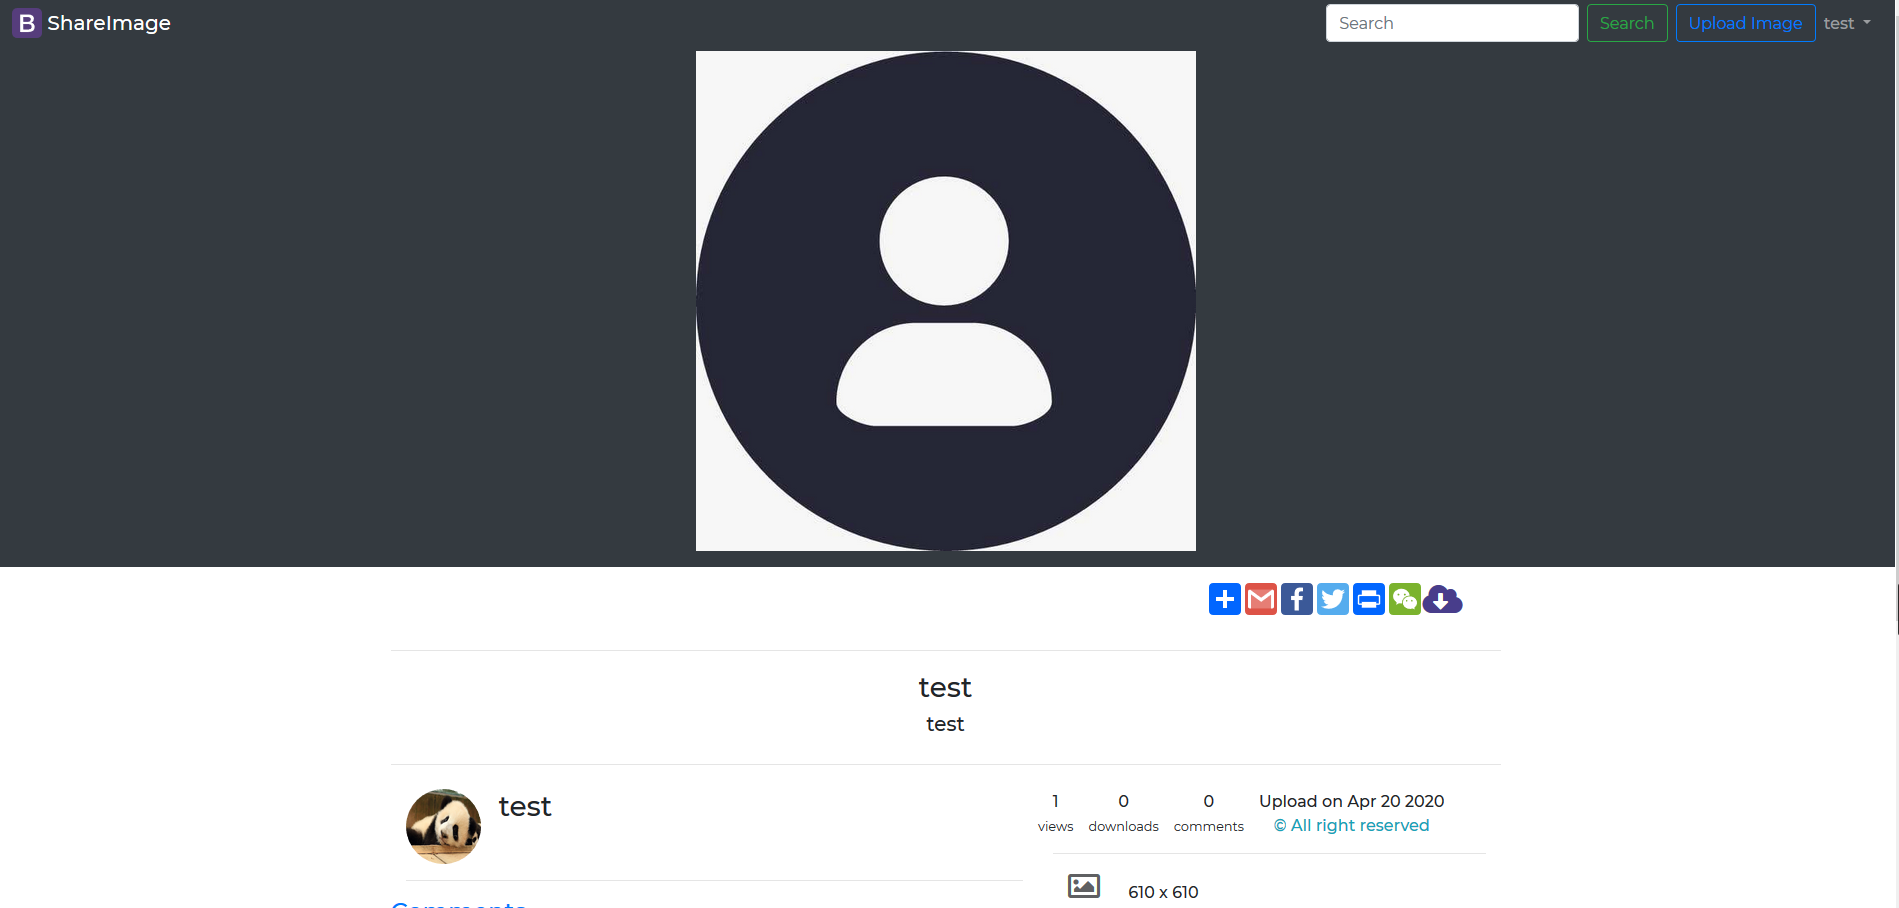 B ShareImage
Search
Search
Upload Image
test
test
test
test
1
views
0
downloads
0
comments
Upload on Apr 20 2020
© All right reserved
610 x 610
Comments